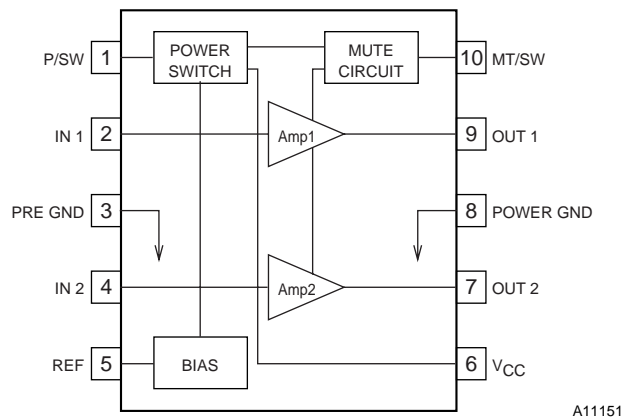 P/SW 1 POWER SWITCH MUTE CIRCUIT 10 MT/SW
IN 1 2 Amp1 9 OUT 1
PRE GND 3 8 POWER GND
IN 2 4 Amp2 7 OUT 2
REF 5 BIAS 6 VCC
A11151